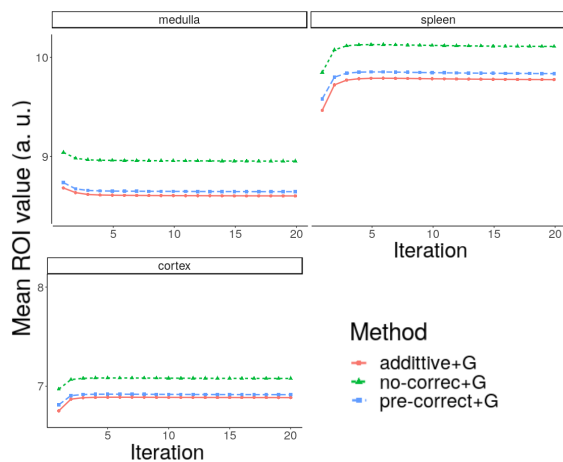 medulla
spleen
10
9
5
10
15
20
5
10
15
20
Iteration
Mean ROI value (a. u.)
cortex
8
7
5
10
15
20
Iteration
Method
addittive+G
no-correc+G
pre-correct+G